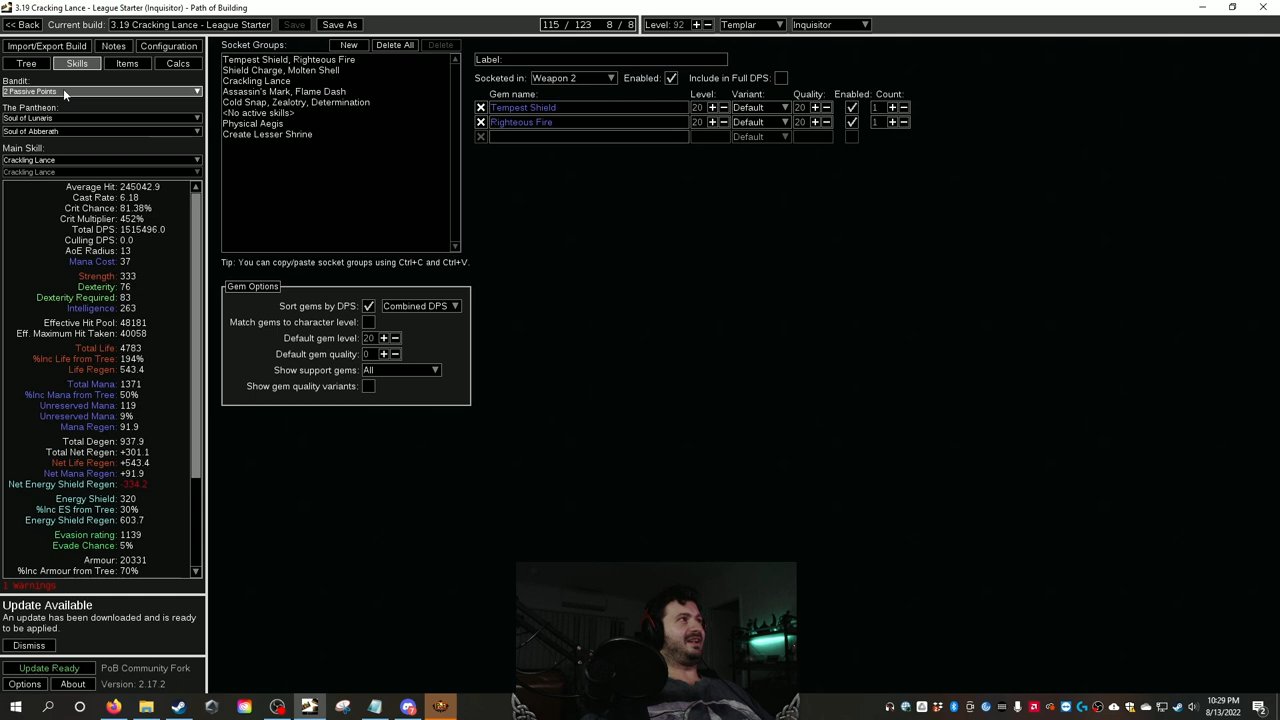 3.19 Cracking Lance - League Starter (Inquisitor) - Path of Building
<< Back Current build: 3.19 Cracking Lance - League Starter Save Save As 115 / 123 8 / 8 Level: 92 + - Templar Inquisitor
Import/Export Build Notes Configuration
Tree Skills Items Calcs
Bandit:
2 Passive Points
The Pantheon:
Soul of Lunaris
Soul of Abberath
Main Skill:
Crackling Lance
Crackling Lance
Average Hit: 245042.9
Cast Rate: 6.18
Crit Chance: 81.38%
Crit Multiplier: 452%
Total DPS: 1515496.0
Culling DPS: 0.0
AoE Radius: 13
Mana Cost: 37
Strength: 333
Dexterity: 76
Dexterity Required: 83
Intelligence: 263
Effective Hit Pool: 48181
Eff. Maximum Hit Taken: 40058
Total Life: 4783
%Inc Life from Tree: 194%
Life Regen: 543.4
Total Mana: 1371
%Inc Mana from Tree: 50%
Unreserved Mana: 119
Unreserved Mana: 9%
Mana Regen: 91.9
Total Degen: 937.9
Total Net Regen: +301.1
Net Life Regen: +543.4
Net Mana Regen: +91.9
Net Energy Shield Regen: -334.2
Energy Shield: 320
%Inc ES from Tree: 30%
Energy Shield Regen: 603.7
Evasion rating: 1139
Evade Chance: 5%
Armour: 20331
%Inc Armour from Tree: 70%
1 Warnings
Update Available
An update has been downloaded and is ready
to be applied.
Dismiss
Update Ready PoB Community Fork
Options About Version: 2.17.2
Socket Groups: New Delete All Delete
Tempest Shield, Righteous Fire
Shield Charge, Molten Shell
Crackling Lance
Assassin's Mark, Flame Dash
Cold Snap, Zealotry, Determination
<No active skills>
Physical Aegis
Create Lesser Shrine
Tip: You can copy/paste socket groups using Ctrl+C and Ctrl+V.
Gem Options
Sort gems by DPS: Combined DPS
Match gems to character level:
Default gem level: 20 + -
Default gem quality: 0 + -
Show support gems: All
Show gem quality variants:
Label:
Socketed in: Weapon 2 Enabled: Include in Full DPS:
Gem name: Level: Variant: Quality: Enabled: Count:
Tempest Shield 20 + - Default 20 + - 1 + -
Righteous Fire 20 + - Default 20 + - 1 + -
Default
10:29 PM
8/13/2022